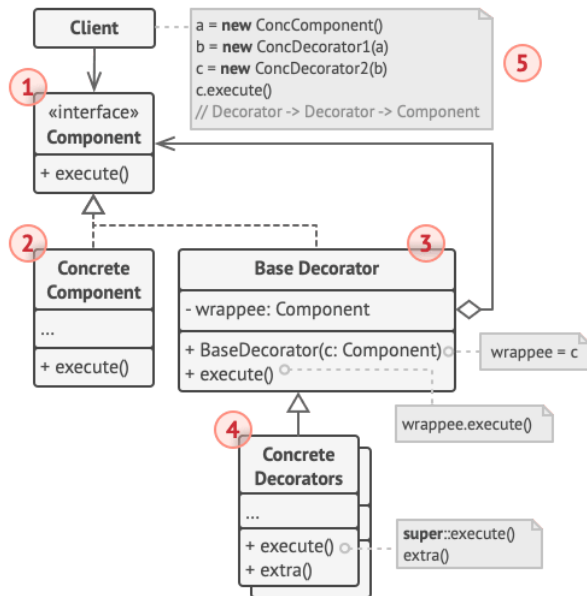 Client
a = new ConcComponent()
b = new ConcDecorator1(a)
c = new ConcDecorator2(b)
c.execute()
// Decorator -> Decorator -> Component
5
1
«interface»
Component
+ execute()
2
Concrete
Component
...
+ execute()
3
Base Decorator
- wrappee: Component
+ BaseDecorator(c: Component)
+ execute()
wrappee = c
wrappee.execute()
4
Concrete
Decorators
...
+ execute()
+ extra()
super::execute()
extra()